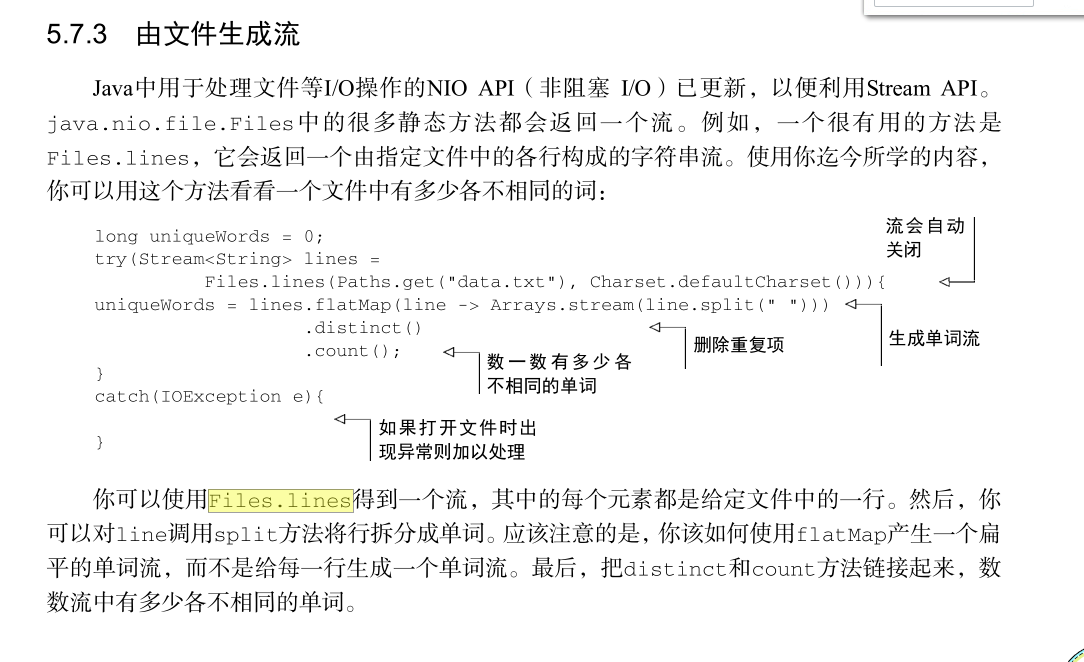 5.7.3 由文件生成流
Java中用于处理文件等I/O操作的NIO API（非阻塞 I/O）已更新，以便利用Stream API。
java.nio.file.Files中的很多静态方法都会返回一个流。例如，一个很有用的方法是
Files.lines，它会返回一个由指定文件中的各行构成的字符串流。使用你迄今所学的内容，
你可以用这个方法看看一个文件中有多少各不相同的词：
流会自动
关闭
long uniqueWords = 0;
try(Stream<String> lines =
Files.lines(Paths.get("data.txt"), Charset.defaultCharset())){
uniqueWords = lines.flatMap(line -> Arrays.stream(line.split(" ")))
生成单词流
.distinct()
删除重复项
.count();
数一数有多少各
不相同的单词
}
catch(IOException e){
如果打开文件时出
现异常则加以处理
}
你可以使用Files.lines得到一个流，其中的每个元素都是给定文件中的一行。然后，你
可以对line调用split方法将行拆分成单词。应该注意的是，你该如何使用flatMap产生一个扁
平的单词流，而不是给每一行生成一个单词流。最后，把distinct和count方法链接起来，数
数流中有多少各不相同的单词。